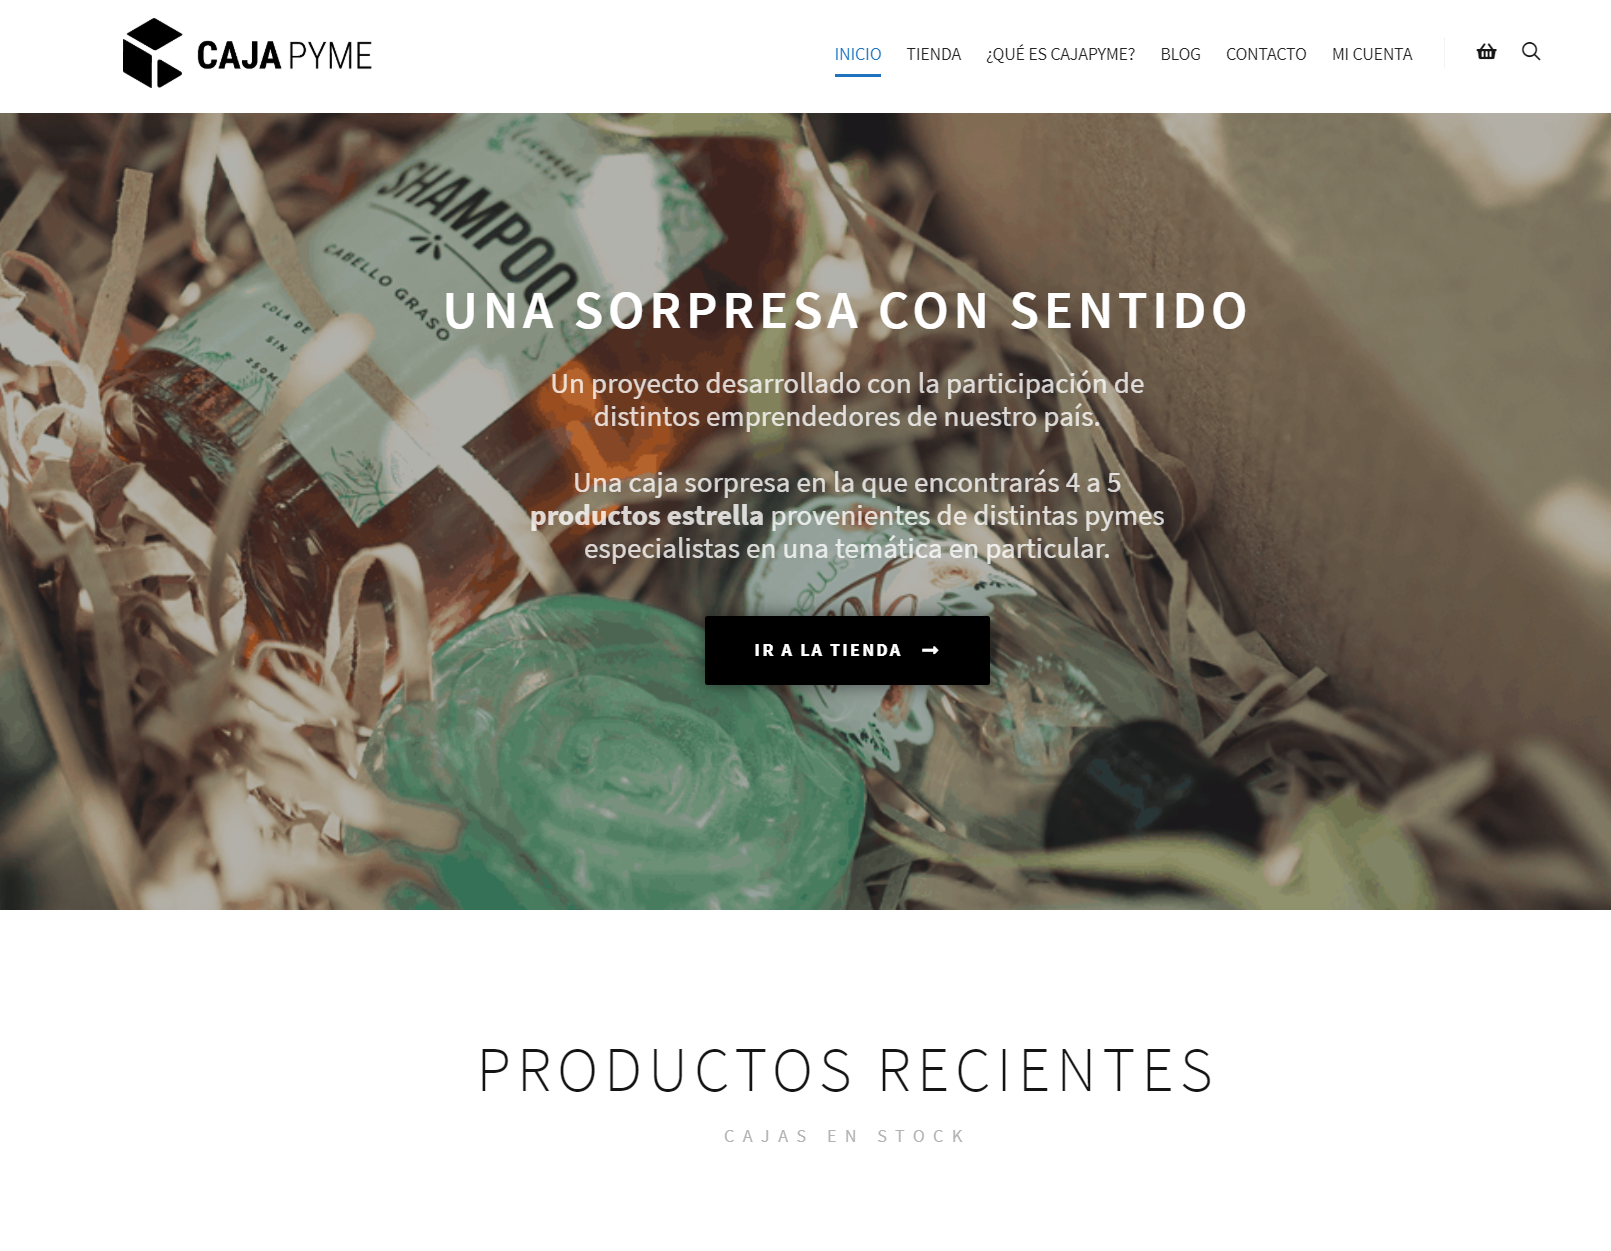 CAJA PYME
INICIO TIENDA ¿QUÉ ES CAJAPYME? BLOG CONTACTO MI CUENTA
SHAMPOO
CABELLO GRASO
COLA DE
SIN
250ML
UNA SORPRESA CON SENTIDO
Un proyecto desarrollado con la participación de
distintos emprendedores de nuestro país.
Una caja sorpresa en la que encontrarás 4 a 5
productos estrella provenientes de distintas pymes
especialistas en una temática en particular.
IR A LA TIENDA
PRODUCTOS RECIENTES
CAJAS EN STOCK